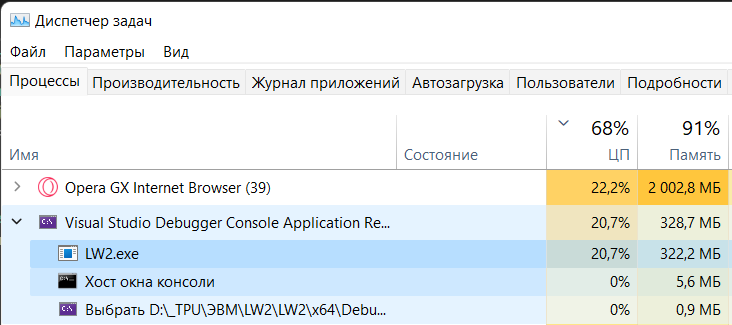 Диспетчер задач
Файл Параметры Вид
Процессы Производительность Журнал приложений Автозагрузка Пользователи Подробности
68% 91%
Имя Состояние ЦП Память
Opera GX Internet Browser (39) 22,2% 2 002,8 МБ
Visual Studio Debugger Console Application Re... 20,7% 328,7 МБ
LW2.exe 20,7% 322,2 МБ
Хост окна консоли 0% 5,6 МБ
Выбрать D:\_TPU\ЭВМ\LW2\LW2\x64\Debu... 0% 0,9 МБ